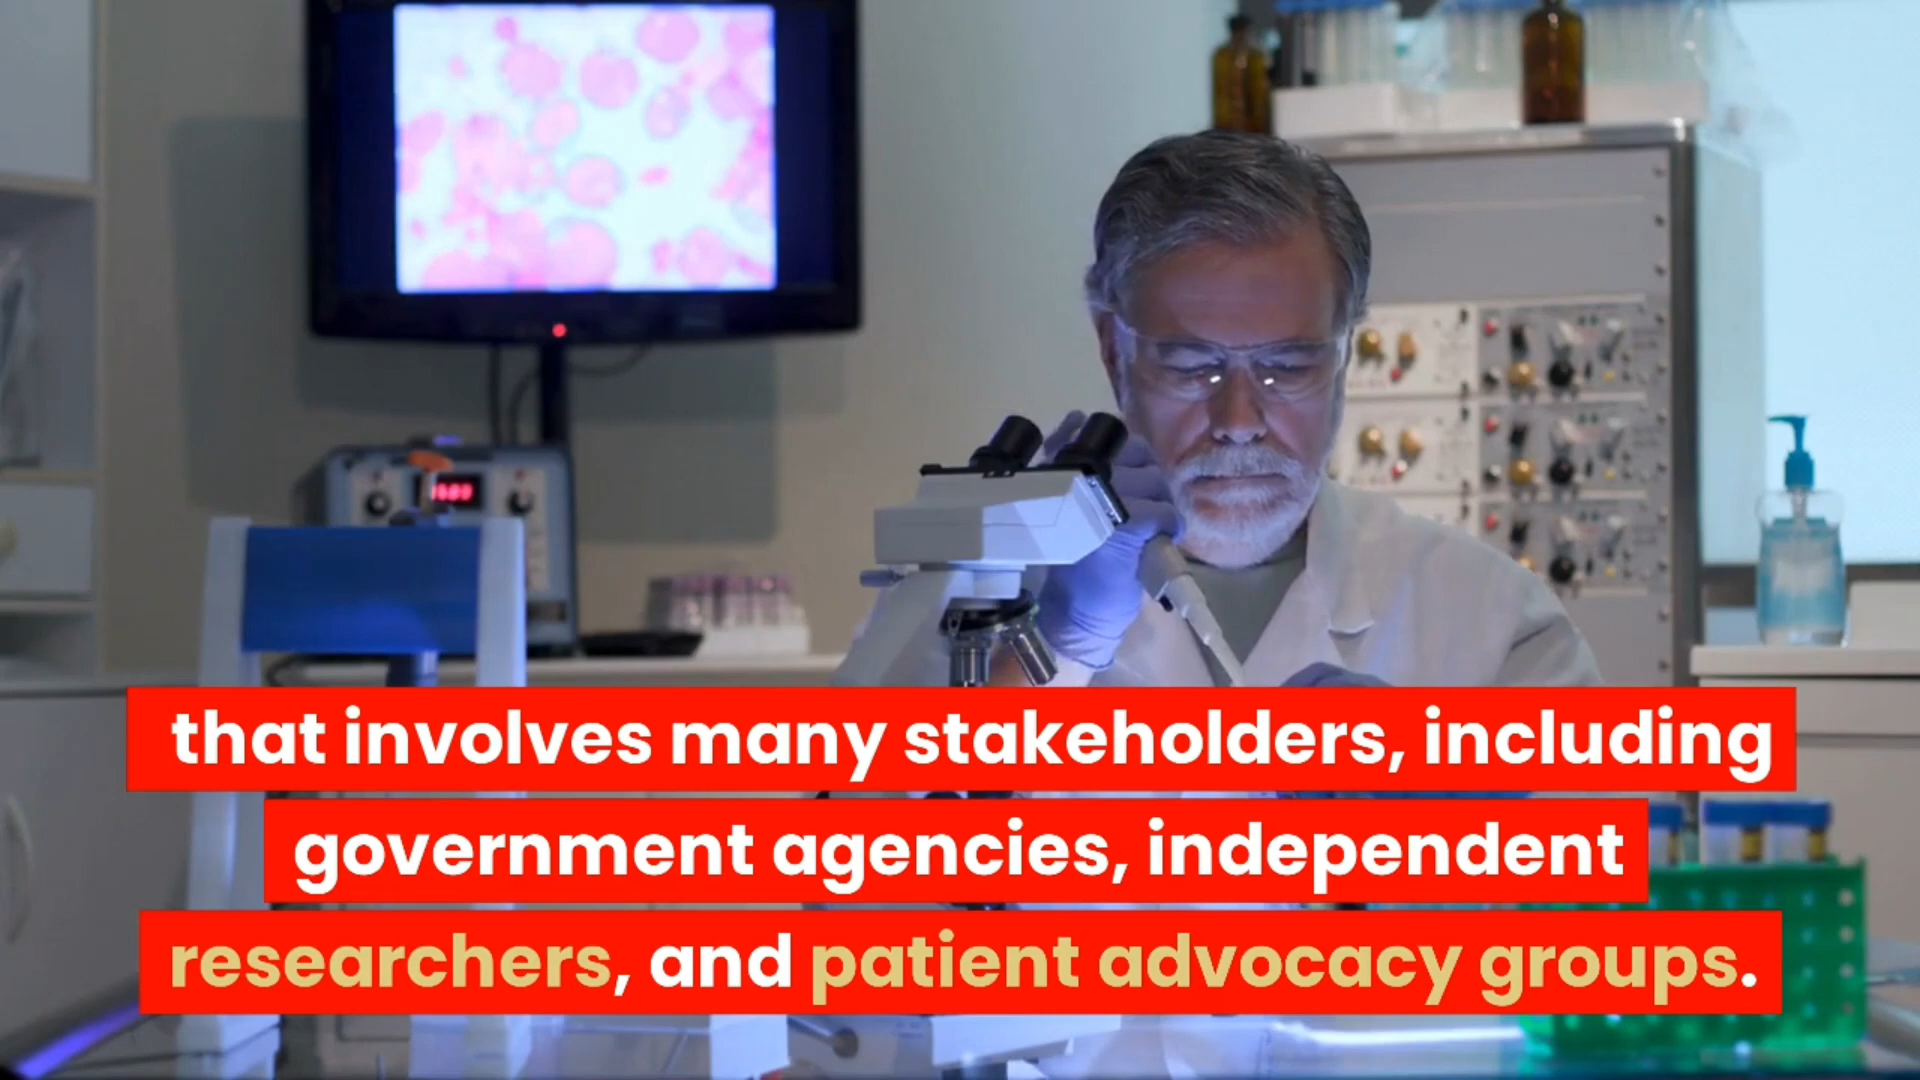 that involves many stakeholders, including
government agencies, independent
researchers, and patient advocacy groups.